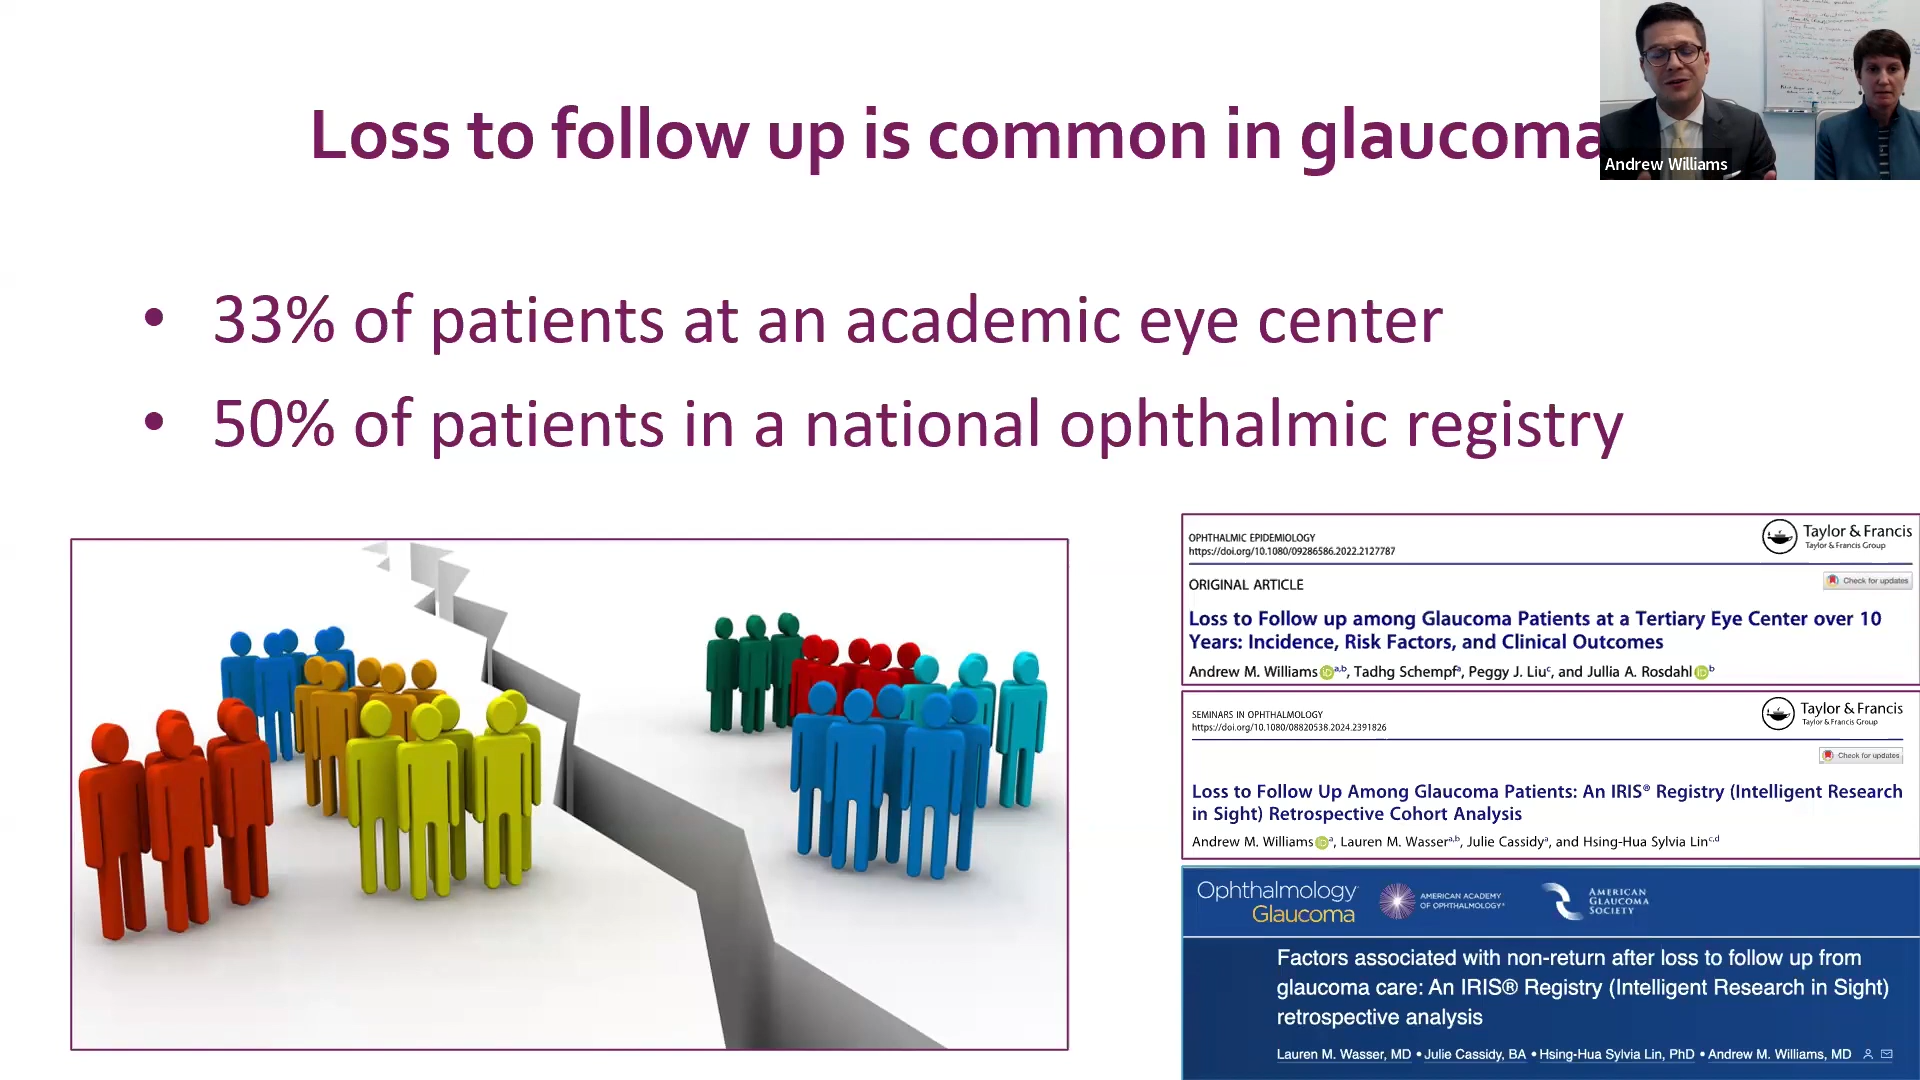 Loss to follow up is common in glaucoma
Andrew Williams
• 33% of patients at an academic eye center
• 50% of patients in a national ophthalmic registry
OPHTHALMIC EPIDEMIOLOGY
https://doi.org/10.1080/09286586.2022.2127787
Taylor & Francis
Taylor & Francis Group
ORIGINAL ARTICLE
Check for updates
Loss to Follow up among Glaucoma Patients at a Tertiary Eye Center over 10
Years: Incidence, Risk Factors, and Clinical Outcomes
Andrew M. Williams iD a,b, Tadhg Schempf a, Peggy J. Liu c, and Jullia A. Rosdahl iD b
SEMINARS IN OPHTHALMOLOGY
https://doi.org/10.1080/08820538.2024.2391826
Taylor & Francis
Taylor & Francis Group
Check for updates
Loss to Follow Up Among Glaucoma Patients: An IRIS® Registry (Intelligent Research
in Sight) Retrospective Cohort Analysis
Andrew M. Williams iD a, Lauren M. Wasser a,b, Julie Cassidy a, and Hsing-Hua Sylvia Lin c,d
Ophthalmology
Glaucoma
AMERICAN ACADEMY
OF OPHTHALMOLOGY®
AMERICAN
GLAUCOMA
SOCIETY
Factors associated with non-return after loss to follow up from
glaucoma care: An IRIS® Registry (Intelligent Research in Sight)
retrospective analysis
Lauren M. Wasser, MD • Julie Cassidy, BA • Hsing-Hua Sylvia Lin, PhD • Andrew M. Williams, MD